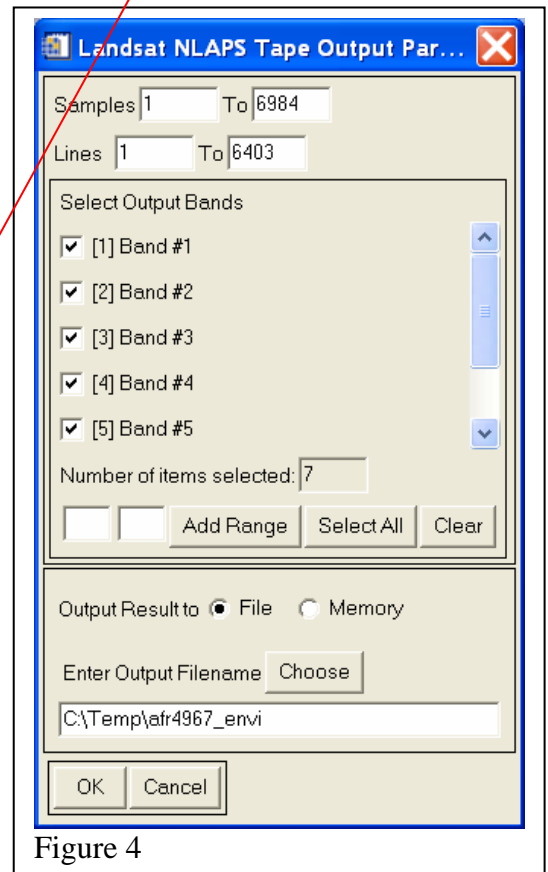 Landsat NLAPS Tape Output Par...
Samples 1 To 6984
Lines 1 To 6403
Select Output Bands
[1] Band #1
[2] Band #2
[3] Band #3
[4] Band #4
[5] Band #5
Number of items selected: 7
Add Range Select All Clear
Output Result to File Memory
Enter Output Filename Choose
C:\Temp\afr4967_envi
OK Cancel
Figure 4